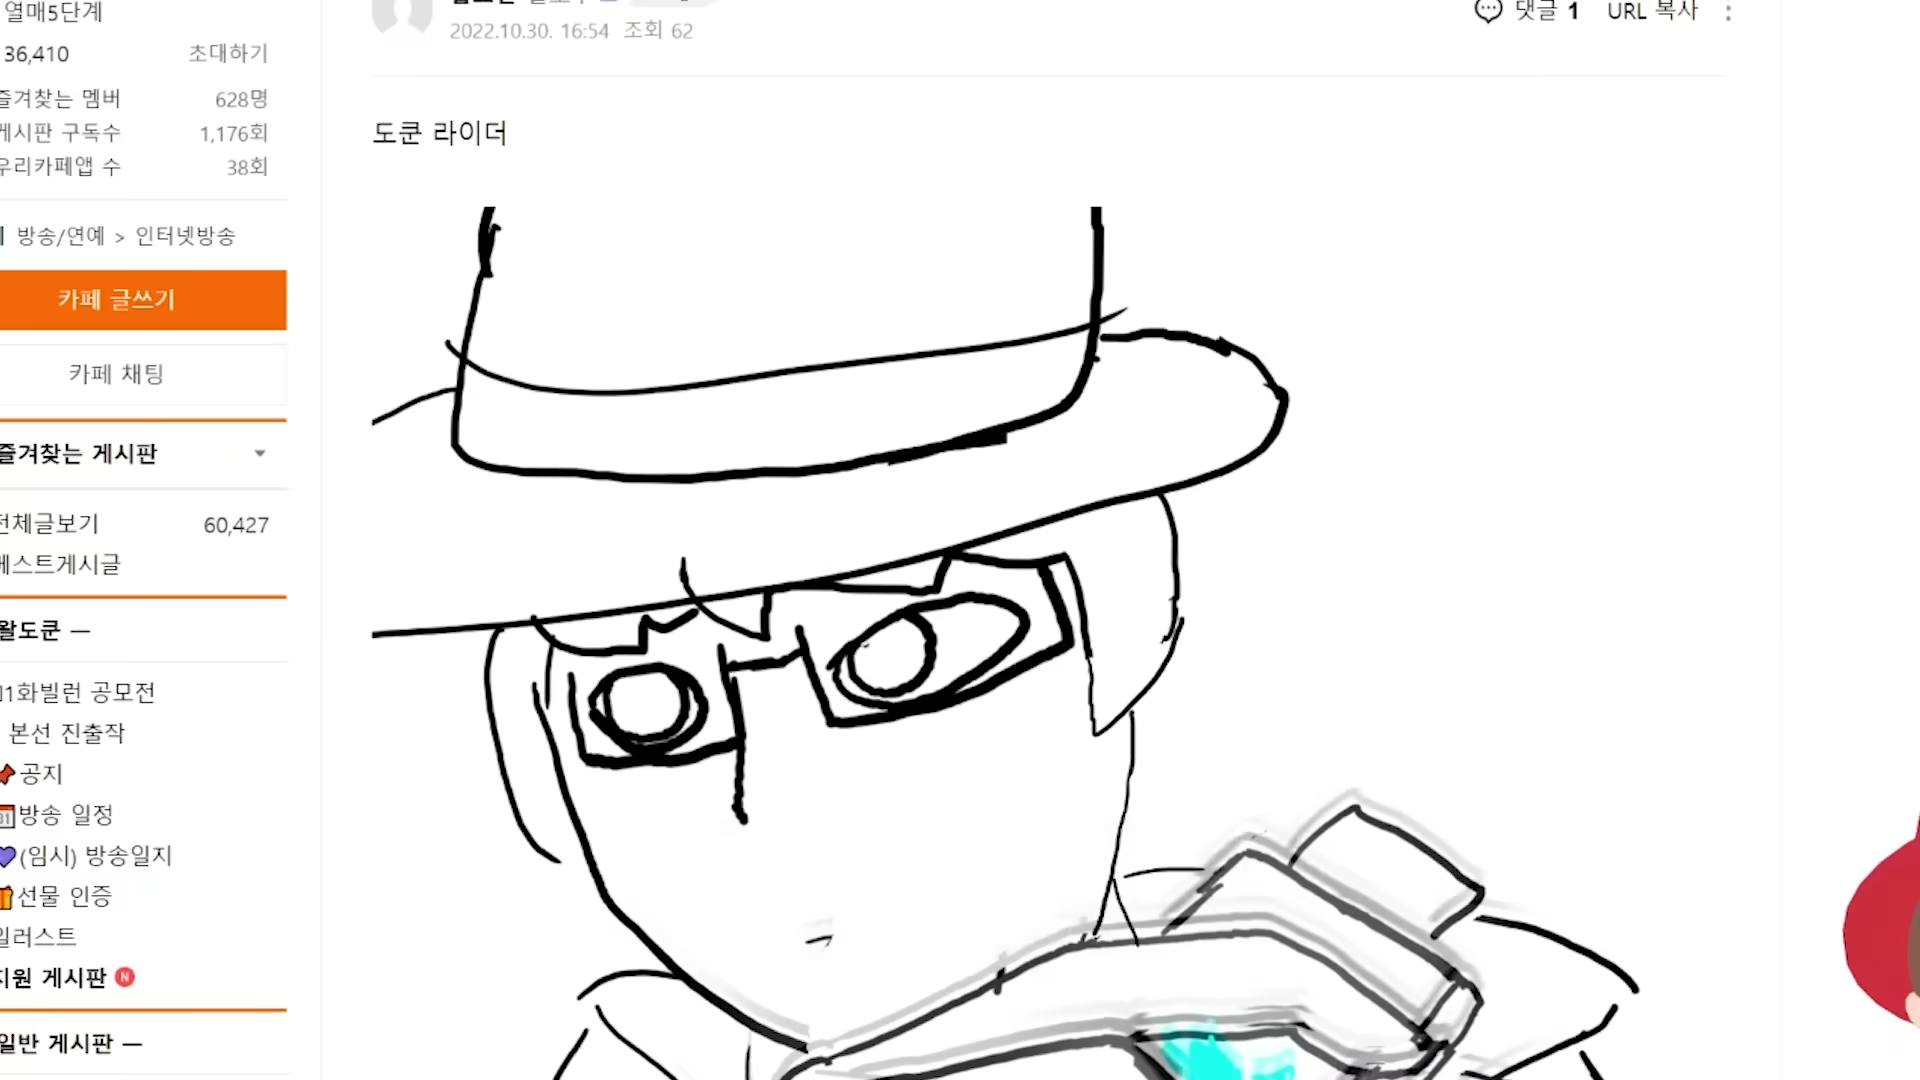 열매5단계
36,410 초대하기
즐겨찾는 멤버 628명
게시판 구독수 1,176회
우리카페앱 수 38회
방송/연예 > 인터넷방송
카페 글쓰기
카페 채팅
즐겨찾는 게시판
전체글보기 60,427
베스트게시글
왈도쿤 —
1화빌런 공모전
본선 진출작
공지
방송 일정
(임시) 방송일지
선물 인증
일러스트
지원 게시판 N
일반 게시판 —
2022.10.30. 16:54 조회 62
댓글 1 URL 복사
도쿤 라이더